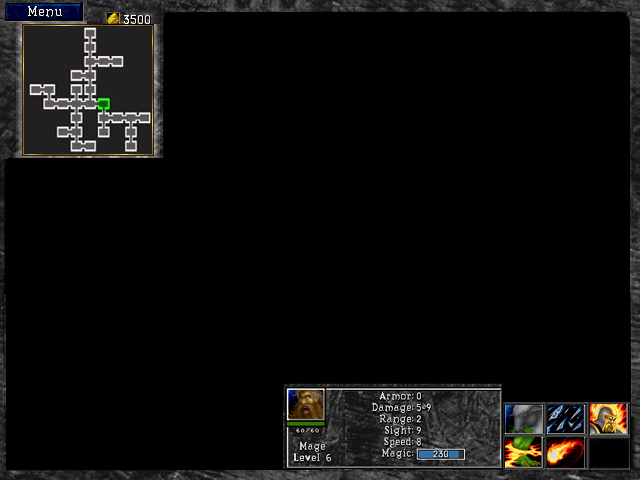 Menu
3500
Armor: 0
Damage: 5-9
Range: 2
Sight: 9
60/60
Speed: 8
Mage
Magic: 230
Level 6